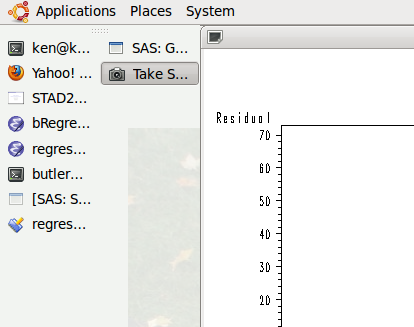 Applications Places System
ken@k...
SAS: G...
Yahoo! ...
Take S...
STAD2...
bRegre...
regres...
butler...
[SAS: S...
regres...
Residual
70
60
50
40
30
20